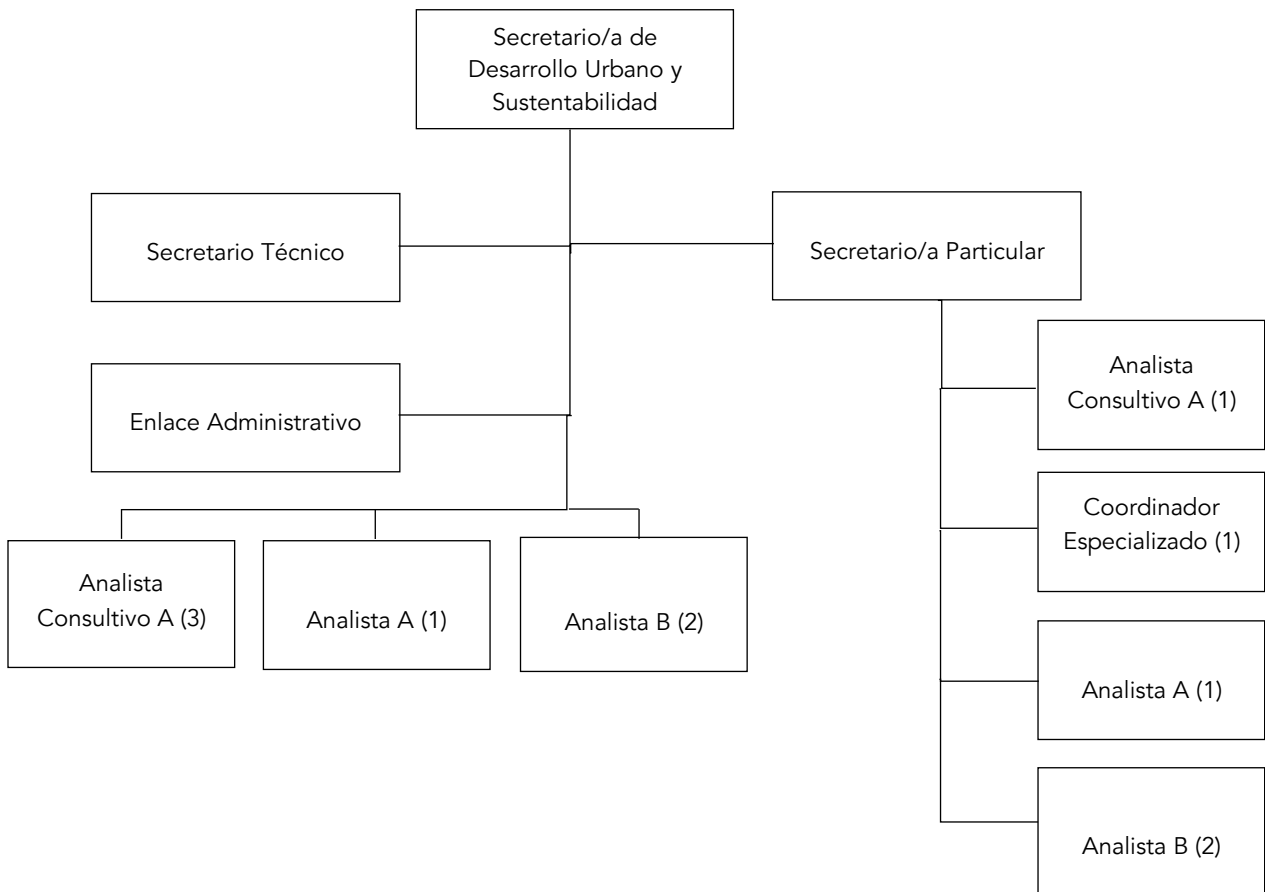 Secretario/a de
Desarrollo Urbano y
Sustentabilidad
Secretario Técnico
Secretario/a Particular
Enlace Administrativo
Analista
Consultivo A (1)
Coordinador
Especializado (1)
Analista
Consultivo A (3)
Analista A (1)
Analista B (2)
Analista A (1)
Analista B (2)